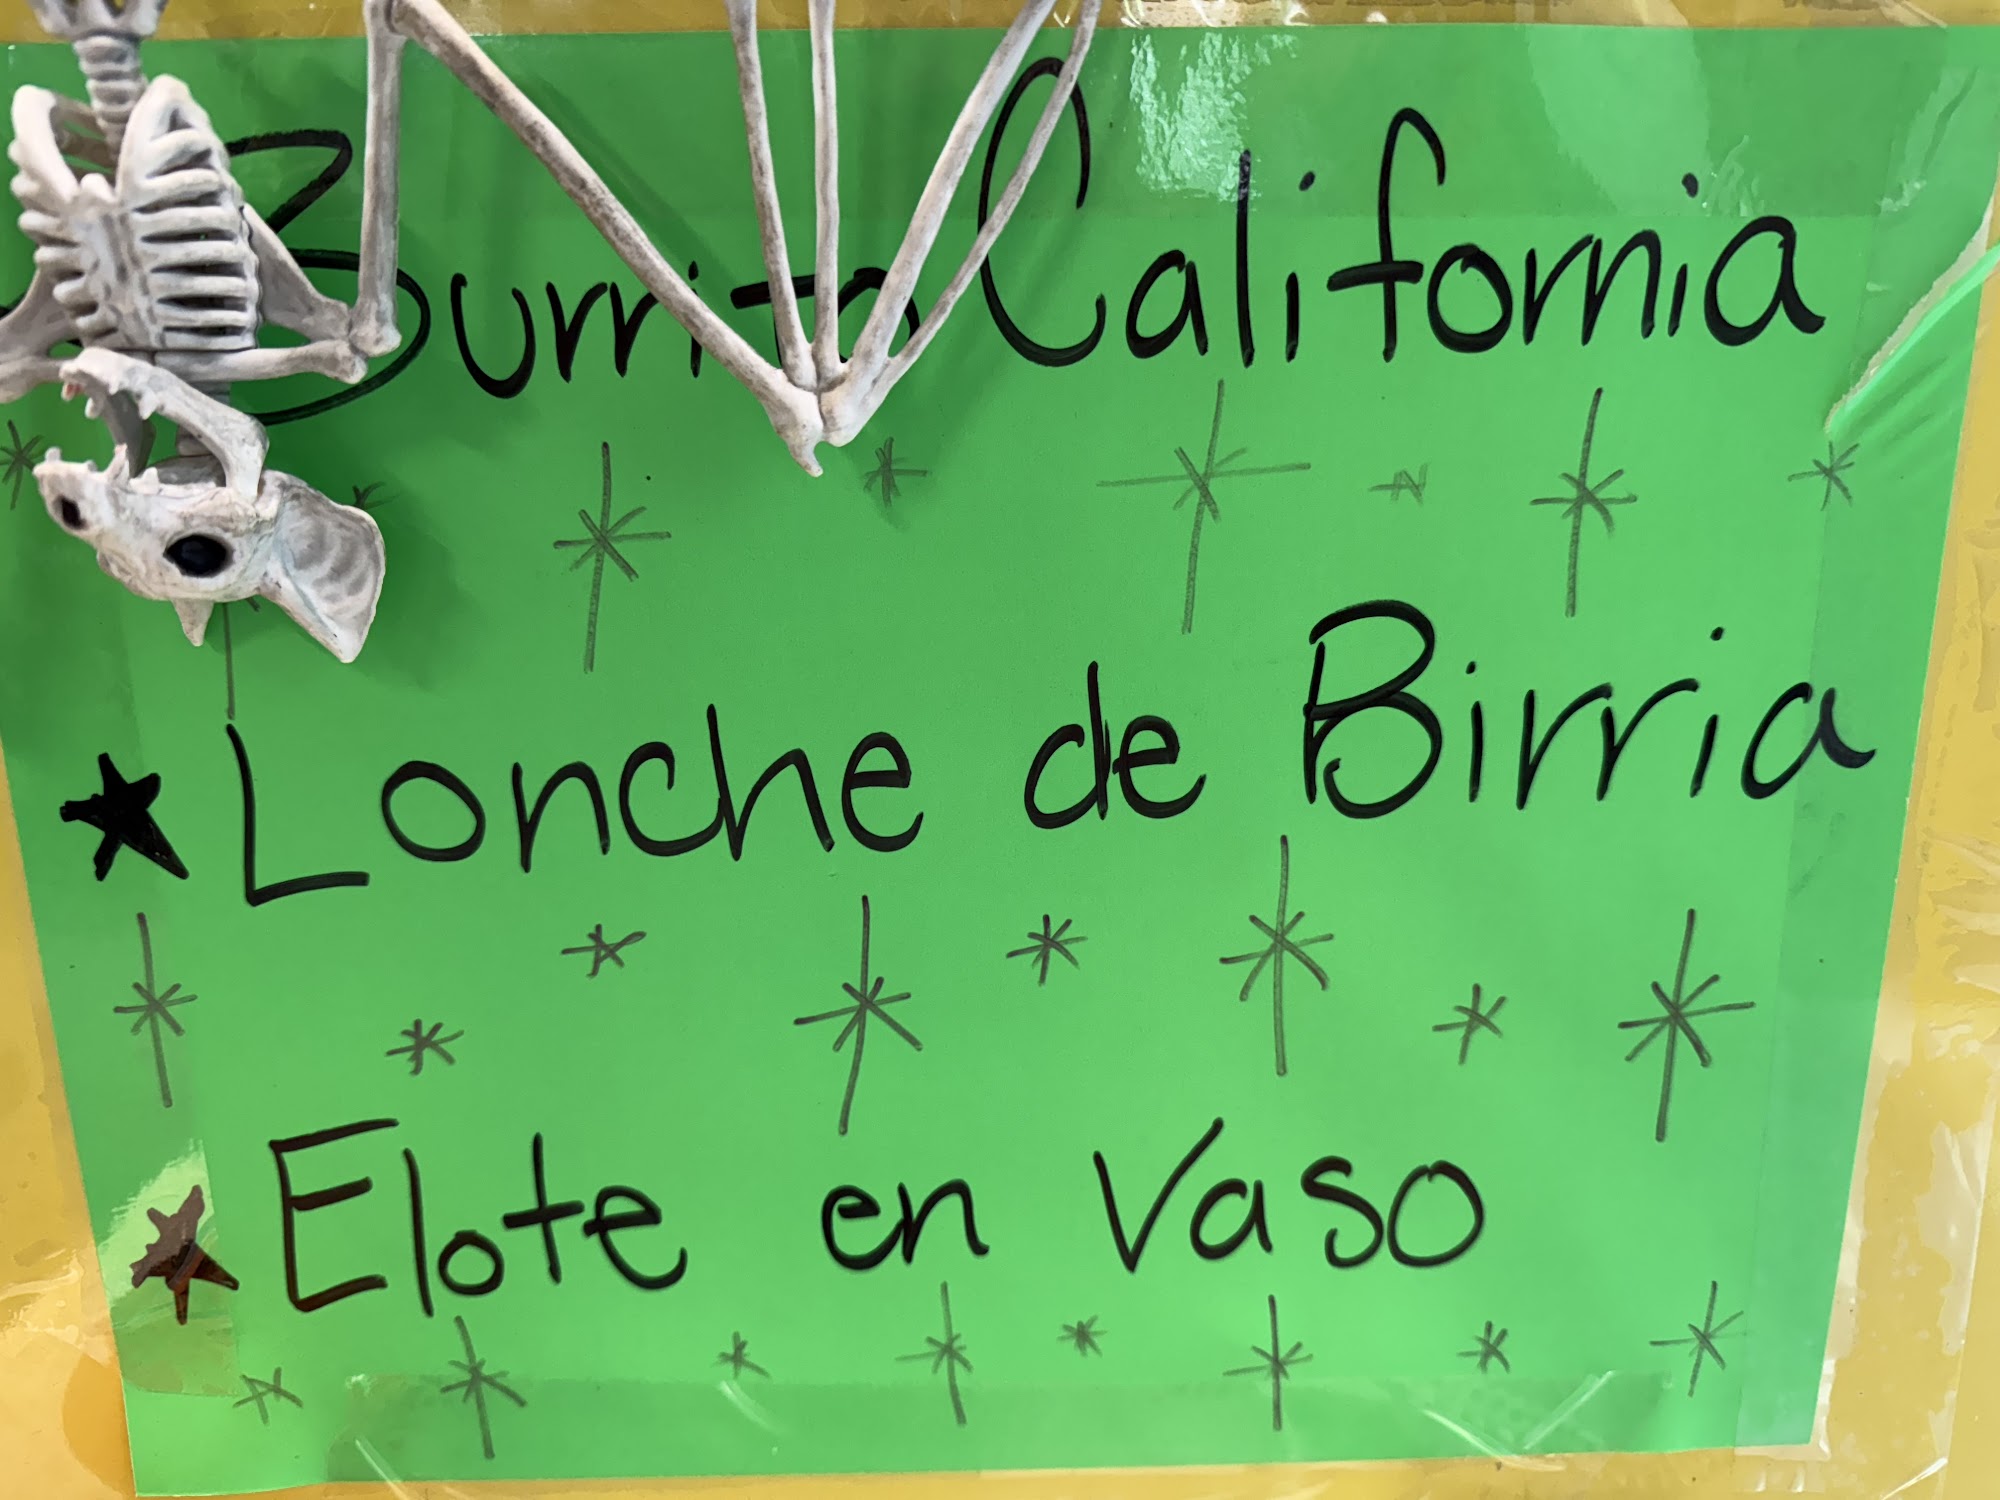 Burrito California
Lonche de Birria
Elote en Vaso